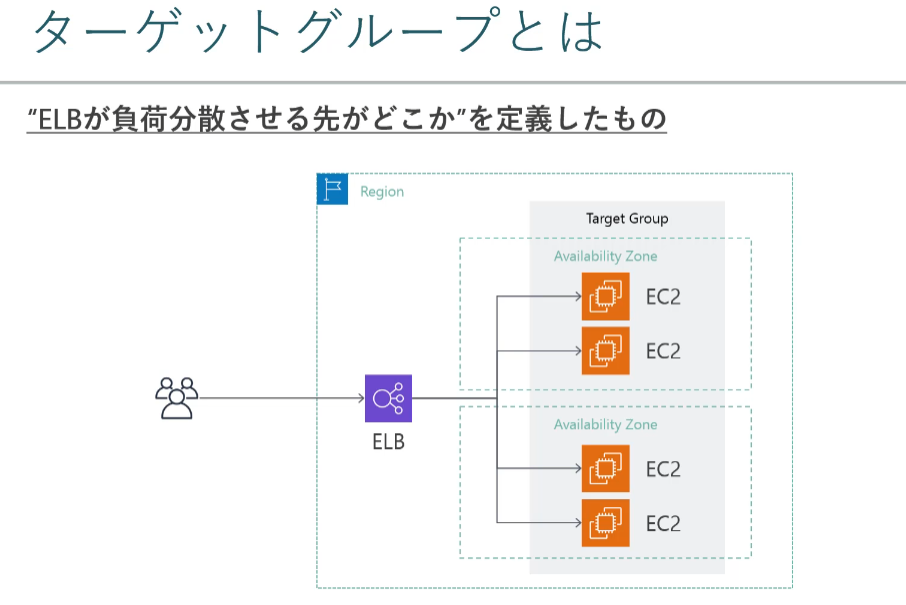 ターゲットグループとは
“ELBが負荷分散させる先がどこか”を定義したもの
Region
Target Group
Availability Zone
EC2
EC2
ELB
Availability Zone
EC2
EC2